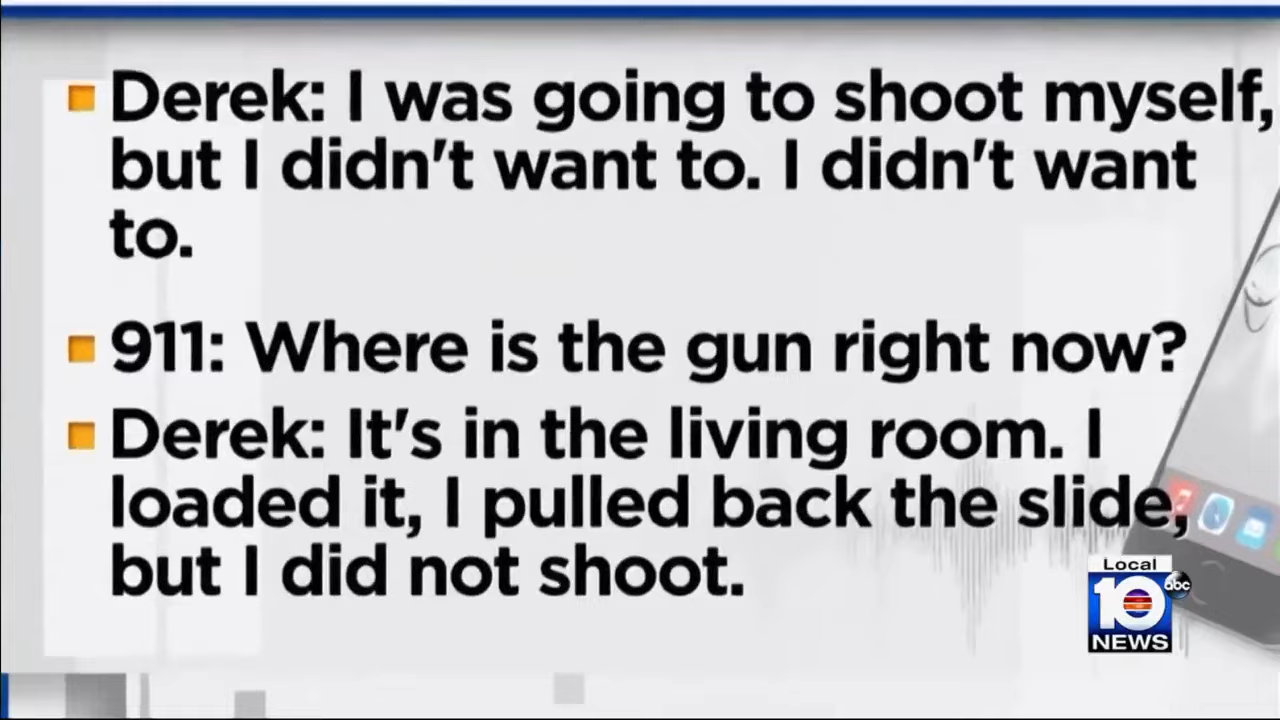 Derek: I was going to shoot myself,
but I didn't want to. I didn't want
to.
911: Where is the gun right now?
Derek: It's in the living room. I
loaded it, I pulled back the slide,
but I did not shoot.
Local
10 abc
NEWS